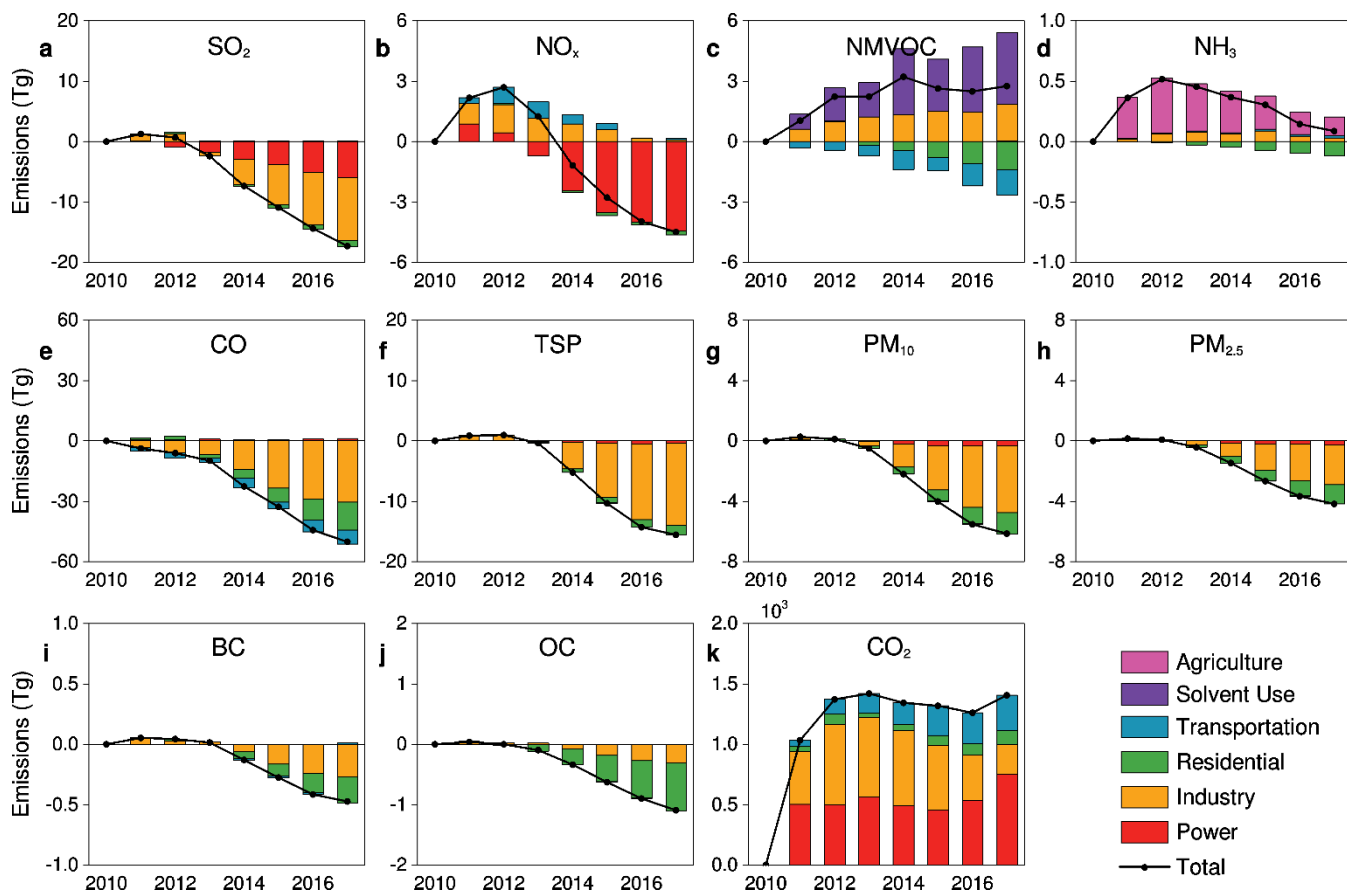 a SO₂
b NOₓ
c NMVOC
d NH₃
Emissions (Tg)
20
10
0
-10
-20
6
3
0
-3
-6
6
3
0
-3
-6
1.0
0.5
0.0
-0.5
-1.0
2010 2012 2014 2016
2010 2012 2014 2016
2010 2012 2014 2016
2010 2012 2014 2016
e CO
f TSP
g PM₁₀
h PM₂.₅
Emissions (Tg)
60
30
0
-30
-60
20
10
0
-10
-20
8
4
0
-4
-8
8
4
0
-4
-8
2010 2012 2014 2016
2010 2012 2014 2016
2010 2012 2014 2016
2010 2012 2014 2016
i BC
j OC
k CO₂
Emissions (Tg)
1.0
0.5
0.0
-0.5
-1.0
2
1
0
-1
-2
10³
2.0
1.5
1.0
0.5
0.0
2010 2012 2014 2016
2010 2012 2014 2016
2010 2012 2014 2016
Agriculture
Solvent Use
Transportation
Residential
Industry
Power
Total